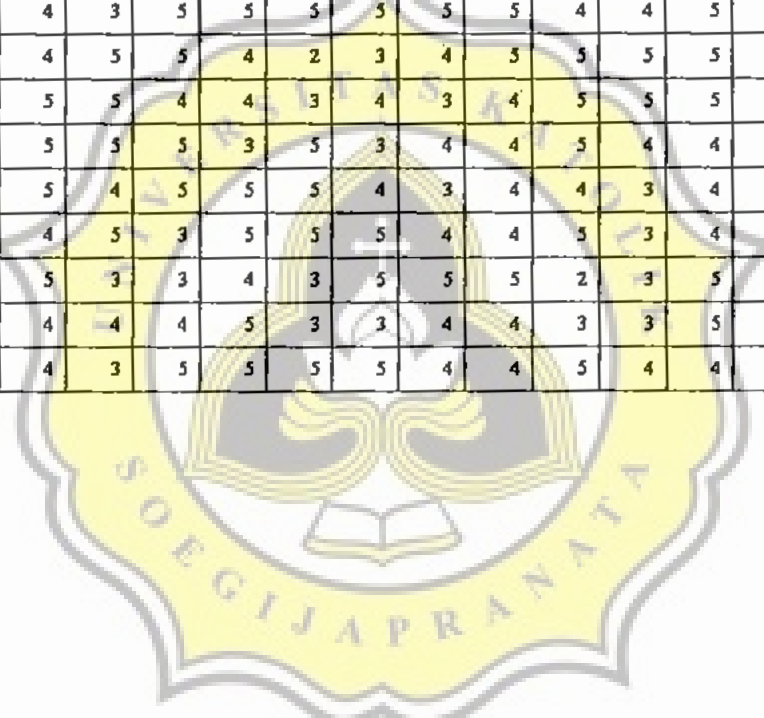 4 3 5 5 5 5 5 5 4 4 5
4 5 5 4 2 3 4 5 5 5 5
5 5 4 4 3 4 3 4 5 5 5
5 5 5 3 5 3 4 4 5 4 4
5 4 5 5 5 4 3 4 4 3 4
4 5 3 5 5 5 4 4 5 3 4
5 3 3 4 3 5 5 5 2 3 5
4 4 4 5 3 3 4 4 3 3 5
4 3 5 5 5 5 4 4 5 4 4
UNIVERSITAS KATOLIK
SOEGIJAPRANATA